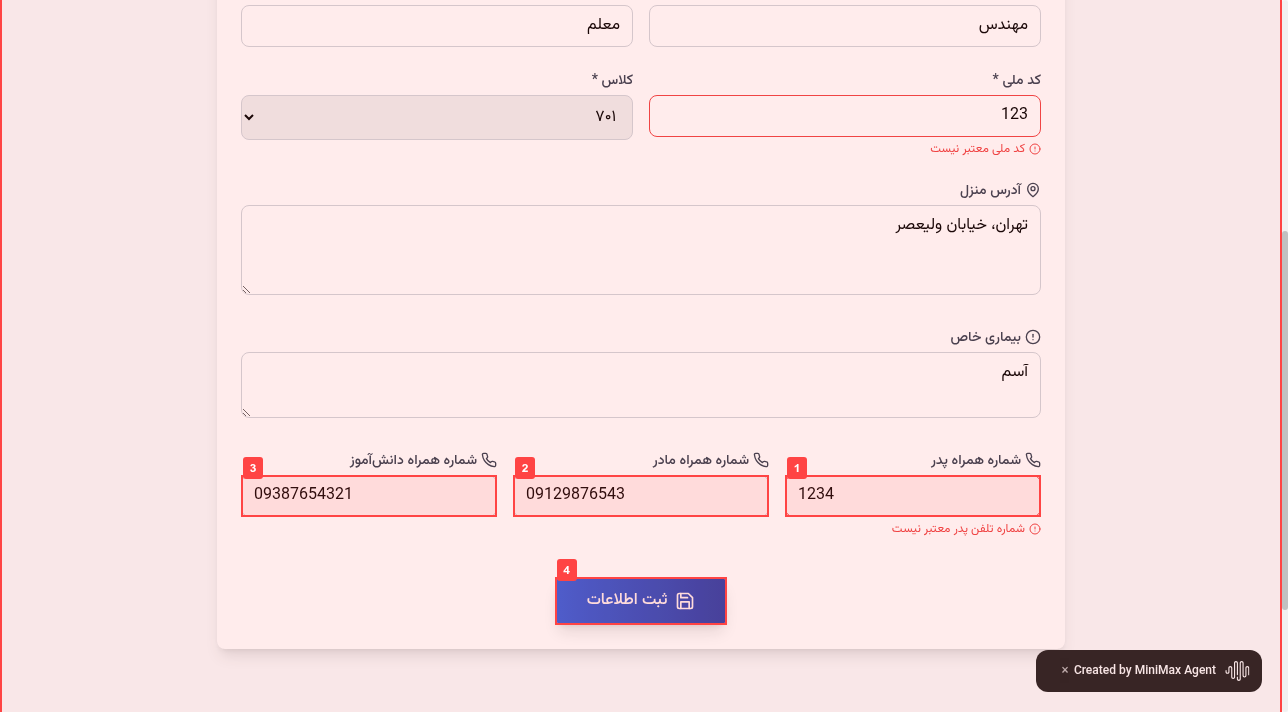 مهندس
معلم
کد ملی *
کلاس *
123
۷۰۱
کد ملی معتبر نیست
آدرس منزل
تهران، خیابان ولیعصر
بیماری خاص
آسم
شماره همراه پدر
شماره همراه مادر
شماره همراه دانش‌آموز
1
2
3
1234
09129876543
09387654321
شماره تلفن پدر معتبر نیست
4
ثبت اطلاعات
× Created by MiniMax Agent